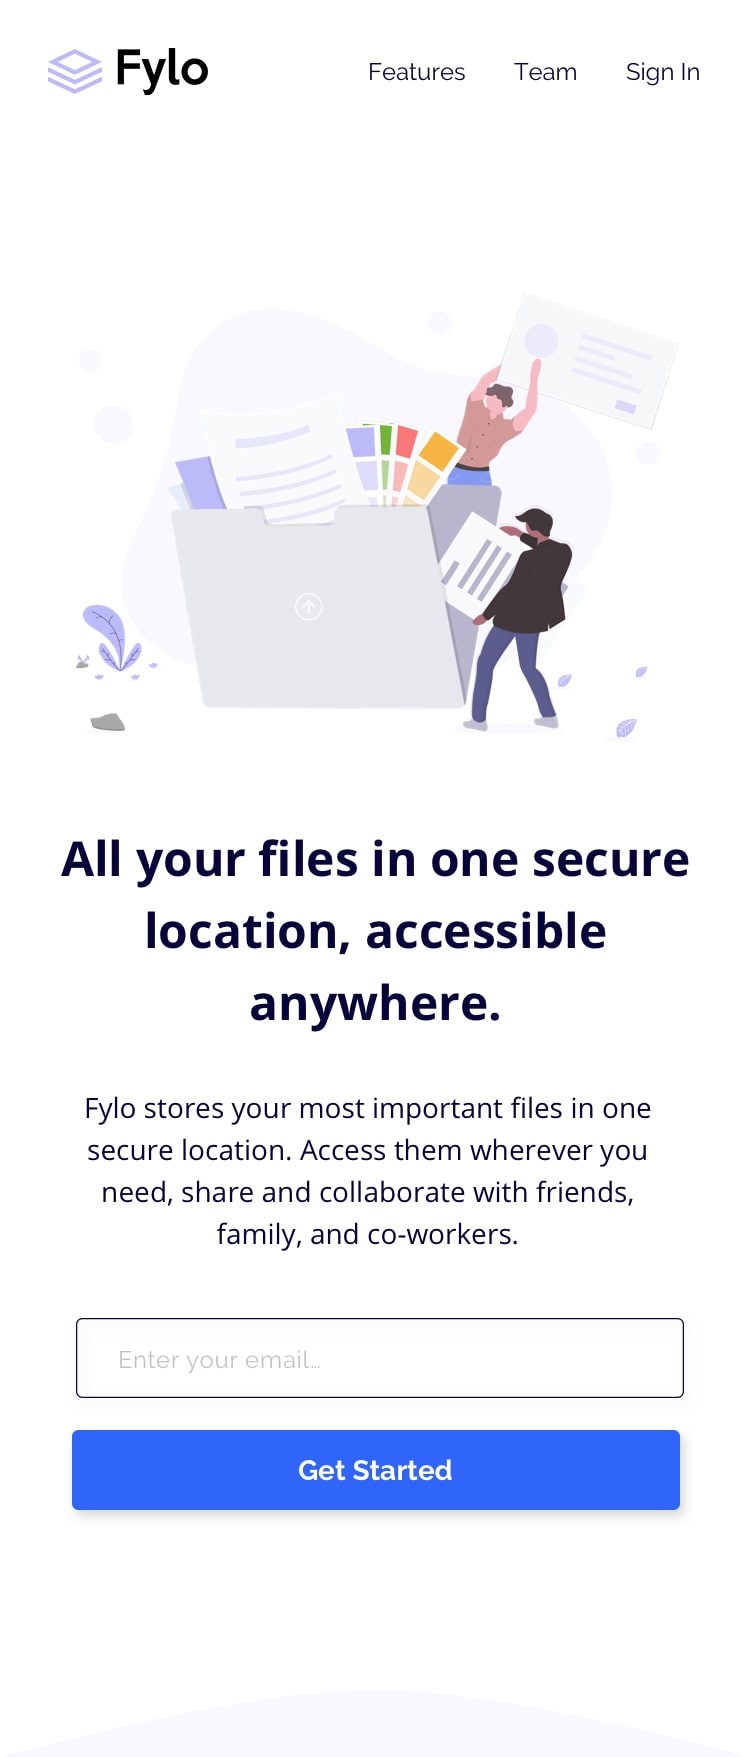 Fylo
Features Team Sign In
All your files in one secure
location, accessible
anywhere.
Fylo stores your most important files in one
secure location. Access them wherever you
need, share and collaborate with friends,
family, and co-workers.
Enter your email...
Get Started